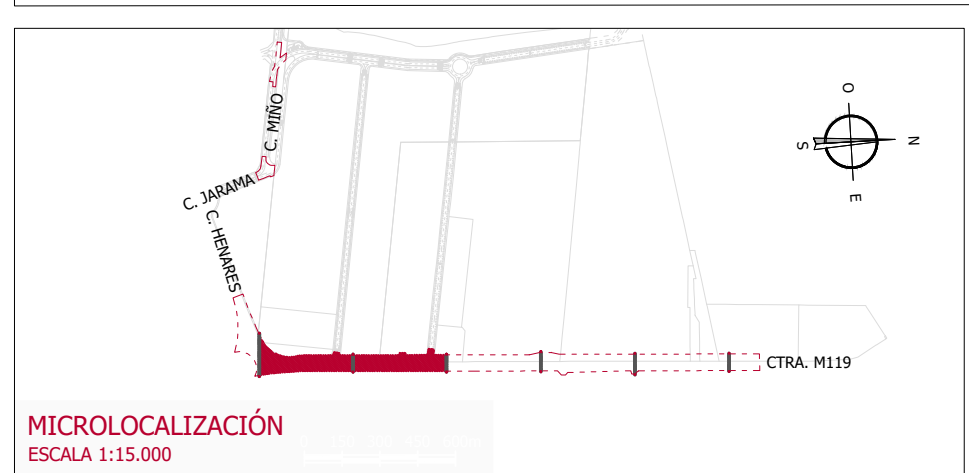 C. MIÑO
C. JARAMA
C. HENARES
O
S
N
E
CTRA. M119
MICROLOCALIZACIÓN
ESCALA 1:15.000